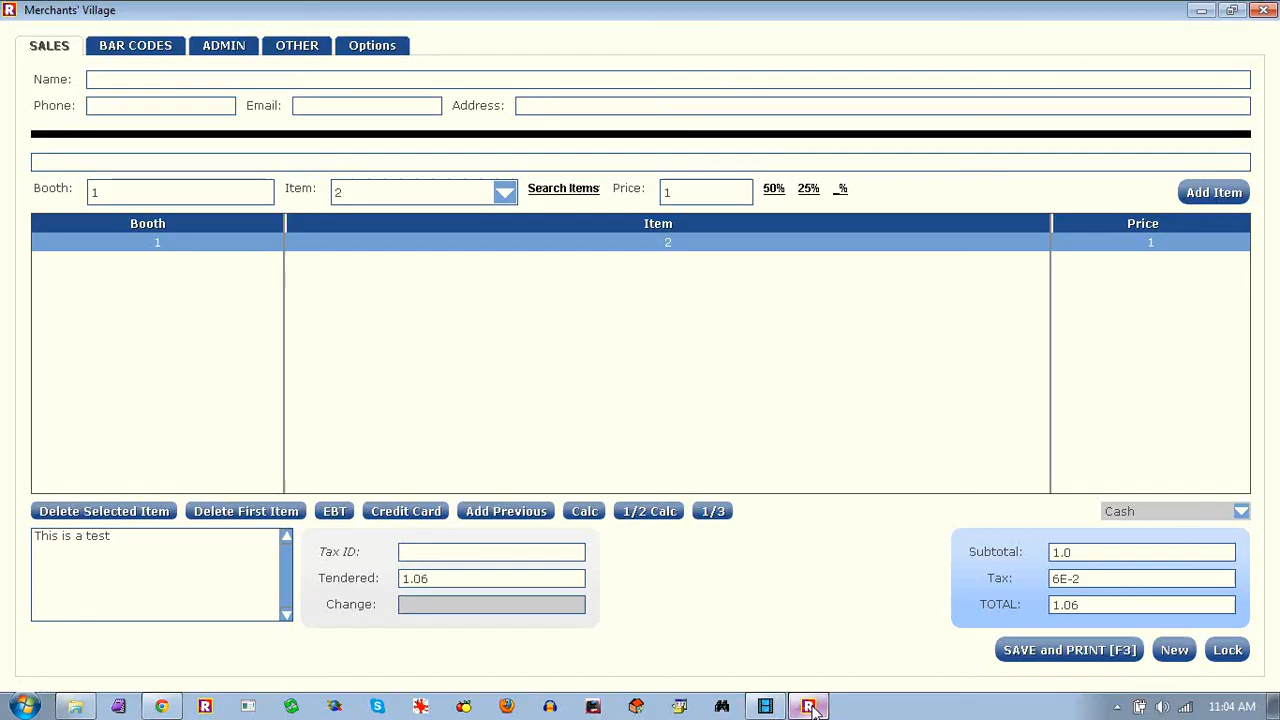 Merchants' Village
SALES BAR CODES ADMIN OTHER Options
Name:
Phone: Email: Address:
Booth: 1 Item: 2 Search Items Price: 1 50% 25% _% Add Item
Booth Item Price
1 2 1
Delete Selected Item Delete First Item EBT Credit Card Add Previous Calc 1/2 Calc 1/3 Cash
This is a test
Tax ID: Subtotal: 1.0
Tendered: 1.06 Tax: 6E-2
Change: TOTAL: 1.06
SAVE and PRINT [F3] New Lock
11:04 AM